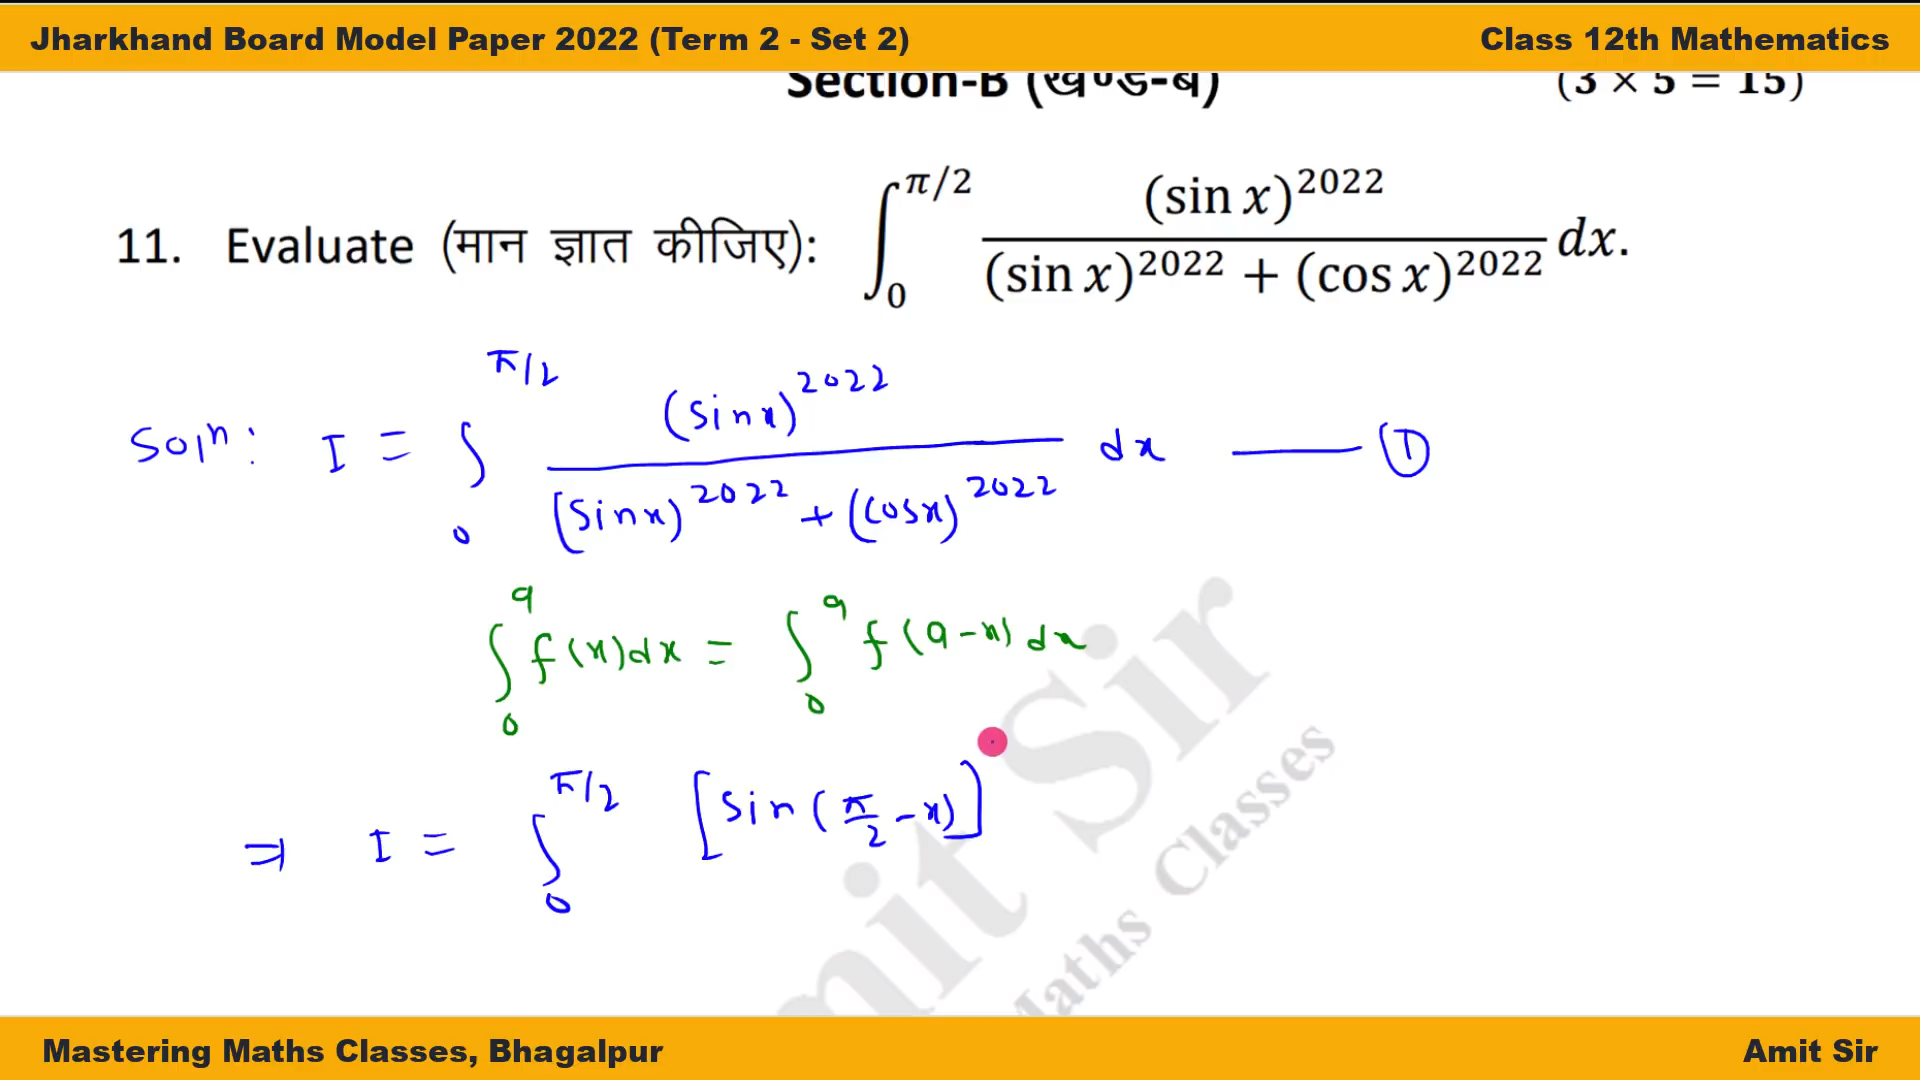 Jharkhand Board Model Paper 2022 (Term 2 - Set 2) Class 12th Mathematics
Section-B (खण्ड-ब) (3 × 5 = 15)
11. Evaluate (मान ज्ञात कीजिए): ∫₀^{π/2} (sin x)^{2022} / ((sin x)^{2022} + (cos x)^{2022}) dx.
Solⁿ: I = ∫₀^{π/2} (sinx)^{2022} / ((sinx)^{2022} + (cosx)^{2022}) dx —— ①
∫₀^a f(x)dx = ∫₀^a f(a-x)dx
⇒ I = ∫₀^{π/2} [sin(π/2 - x)]
Amit Sir
Maths Classes
Mastering Maths Classes, Bhagalpur Amit Sir